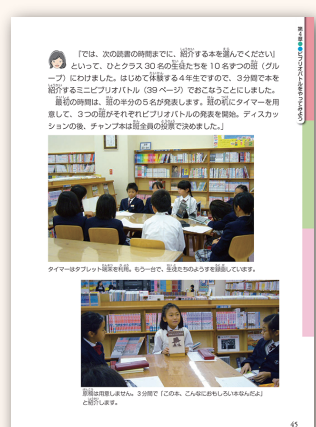 「では、次の読書の時間までに、紹介する本を選んでください」
といって、ひとクラス30名の生徒たちを10名ずつの班（グルー
プ）にわけました。はじめて体験する4年生ですので、3分間で本を
紹介するミニビブリオバトル（39ページ）でおこなうことにしました。
最初の時間は、班の半分の5名が発表します。班の机にタイマーを用
意して、3つの班がそれぞれビブリオバトルの発表を開始。ディスカッ
ションの後、チャンプ本は班全員の投票で決めました。」
タイマーはタブレット端末を利用。もう一台で、生徒たちのようすを録画しています。
原稿は用意しません。3分間で「この本、こんなにおもしろい本なんだよ」
と紹介します。
第4章●●ビブリオバトルをやってみよう
45